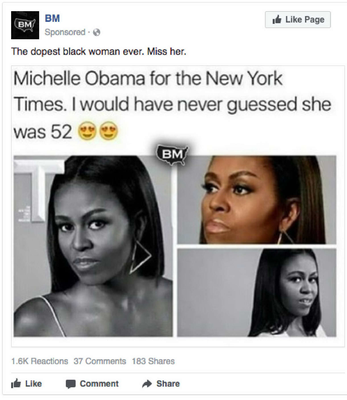 BM
BM
Like Page
Sponsored ·
The dopest black woman ever. Miss her.
Michelle Obama for the New York
Times. I would have never guessed she
was 52 😍😍
BM
T
1.6K Reactions 37 Comments 183 Shares
Like Comment Share